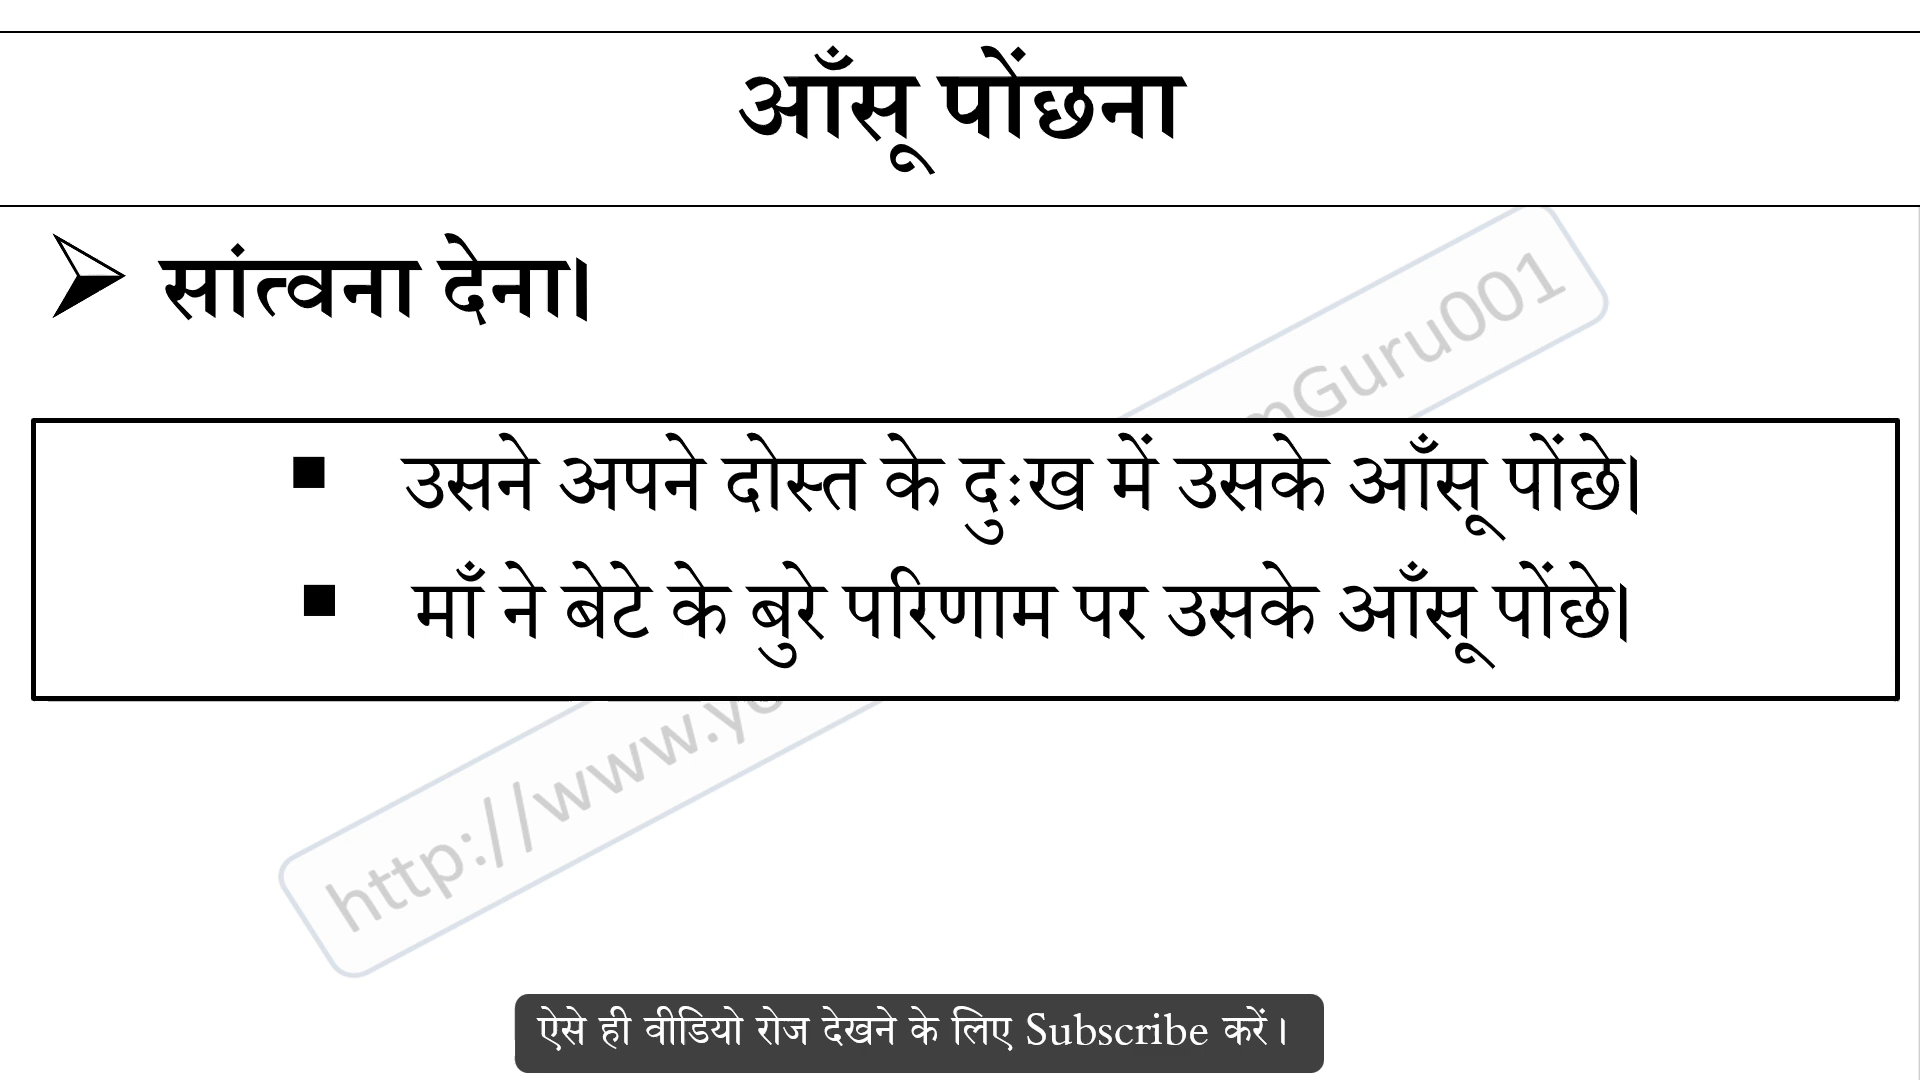 आँसू पोंछना
सांत्वना देना।
उसने अपने दोस्त के दुःख में उसके आँसू पोंछे।
माँ ने बेटे के बुरे परिणाम पर उसके आँसू पोंछे।
ऐसे ही वीडियो रोज देखने के लिए Subscribe करें।